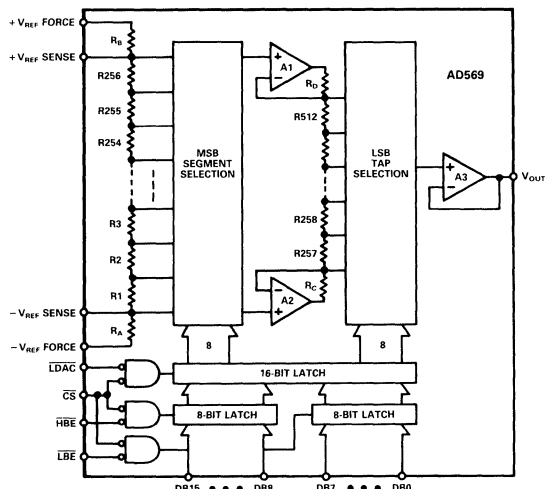 + VREF FORCE
+ VREF SENSE
RB
R256
R255
R254
R3
R2
R1
RA
− VREF SENSE
− VREF FORCE
MSB
SEGMENT
SELECTION
+
A1
−
RD
R512
R258
R257
RC
−
A2
+
LSB
TAP
SELECTION
AD569
+
A3
−
VOUT
8
8
LDAC
CS
HBE
LBE
16-BIT LATCH
8-BIT LATCH
8-BIT LATCH
DB15 • • • DB8
DB7 • • • DB0